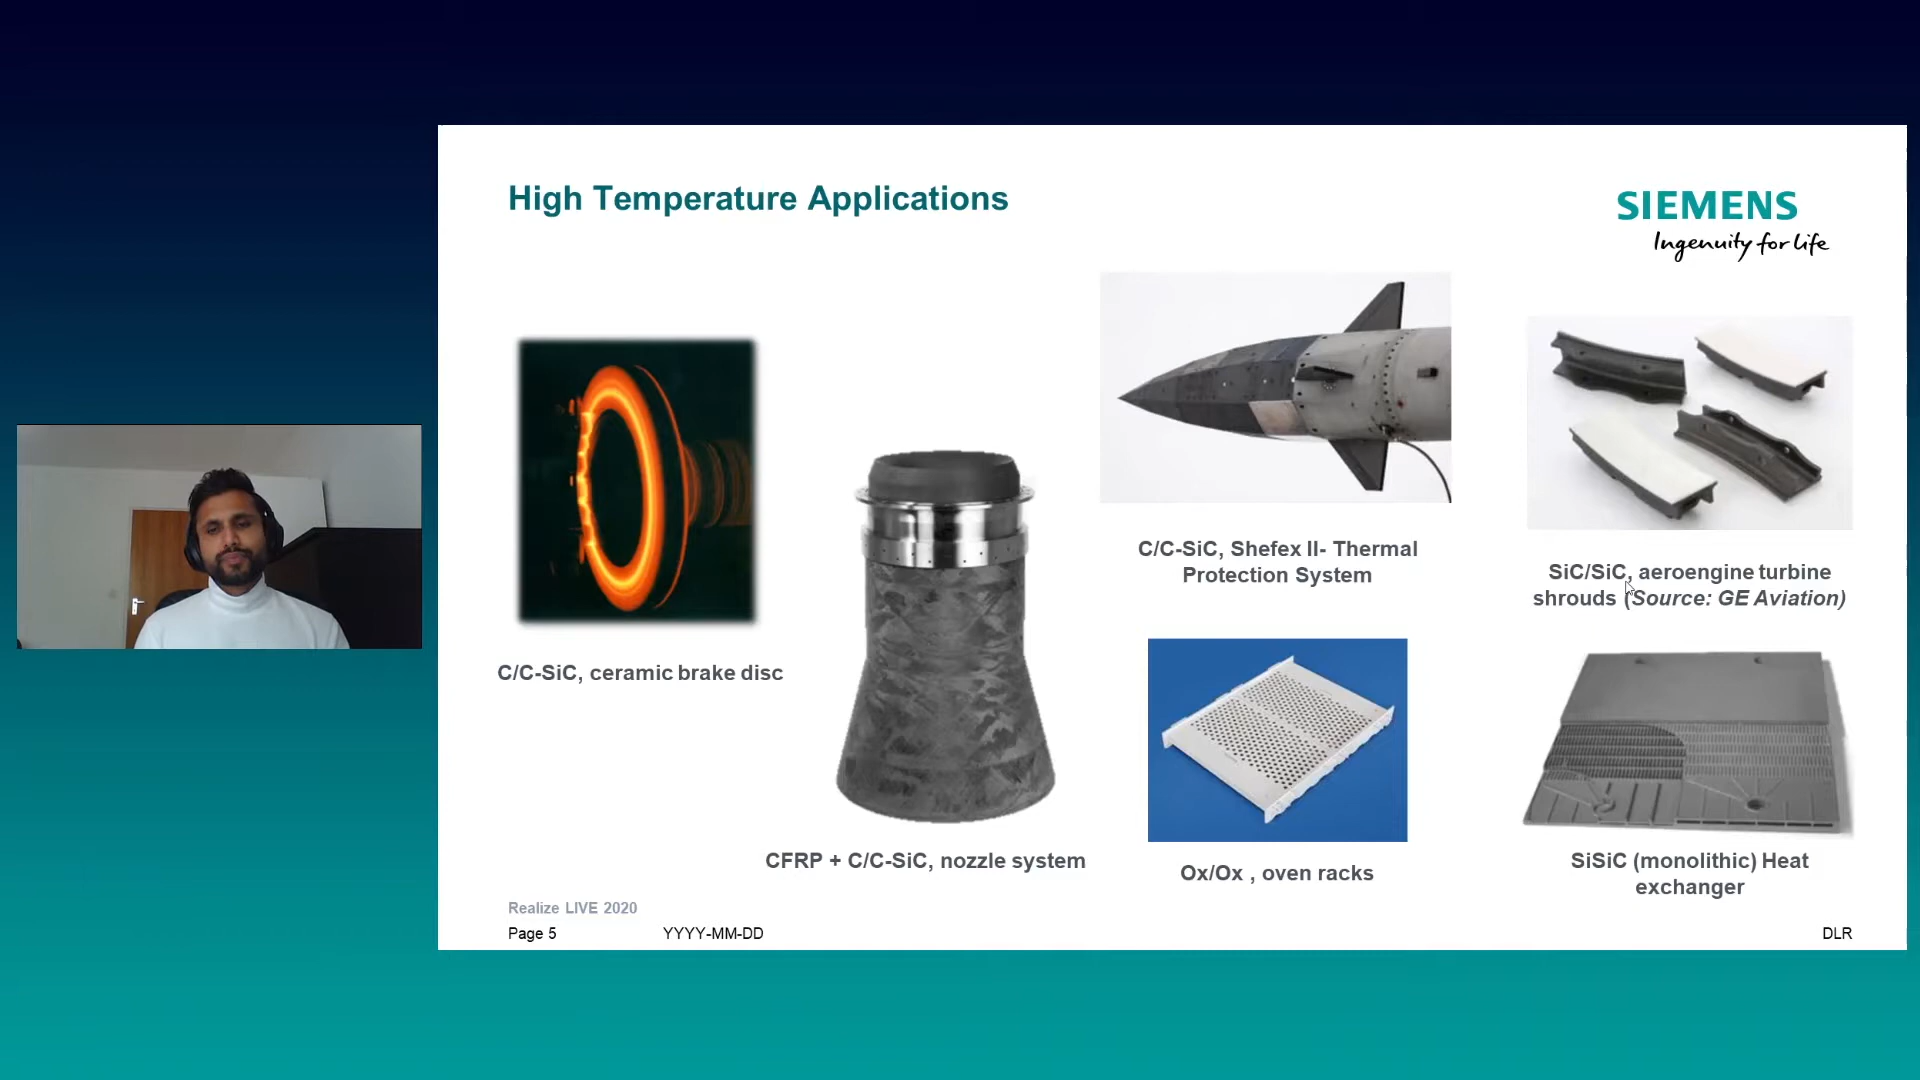 High Temperature Applications
SIEMENS
Ingenuity for life
C/C-SiC, ceramic brake disc
CFRP + C/C-SiC, nozzle system
C/C-SiC, Shefex II- Thermal
Protection System
Ox/Ox , oven racks
SiC/SiC, aeroengine turbine
shrouds (Source: GE Aviation)
SiSiC (monolithic) Heat
exchanger
Realize LIVE 2020
Page 5
YYYY-MM-DD
DLR